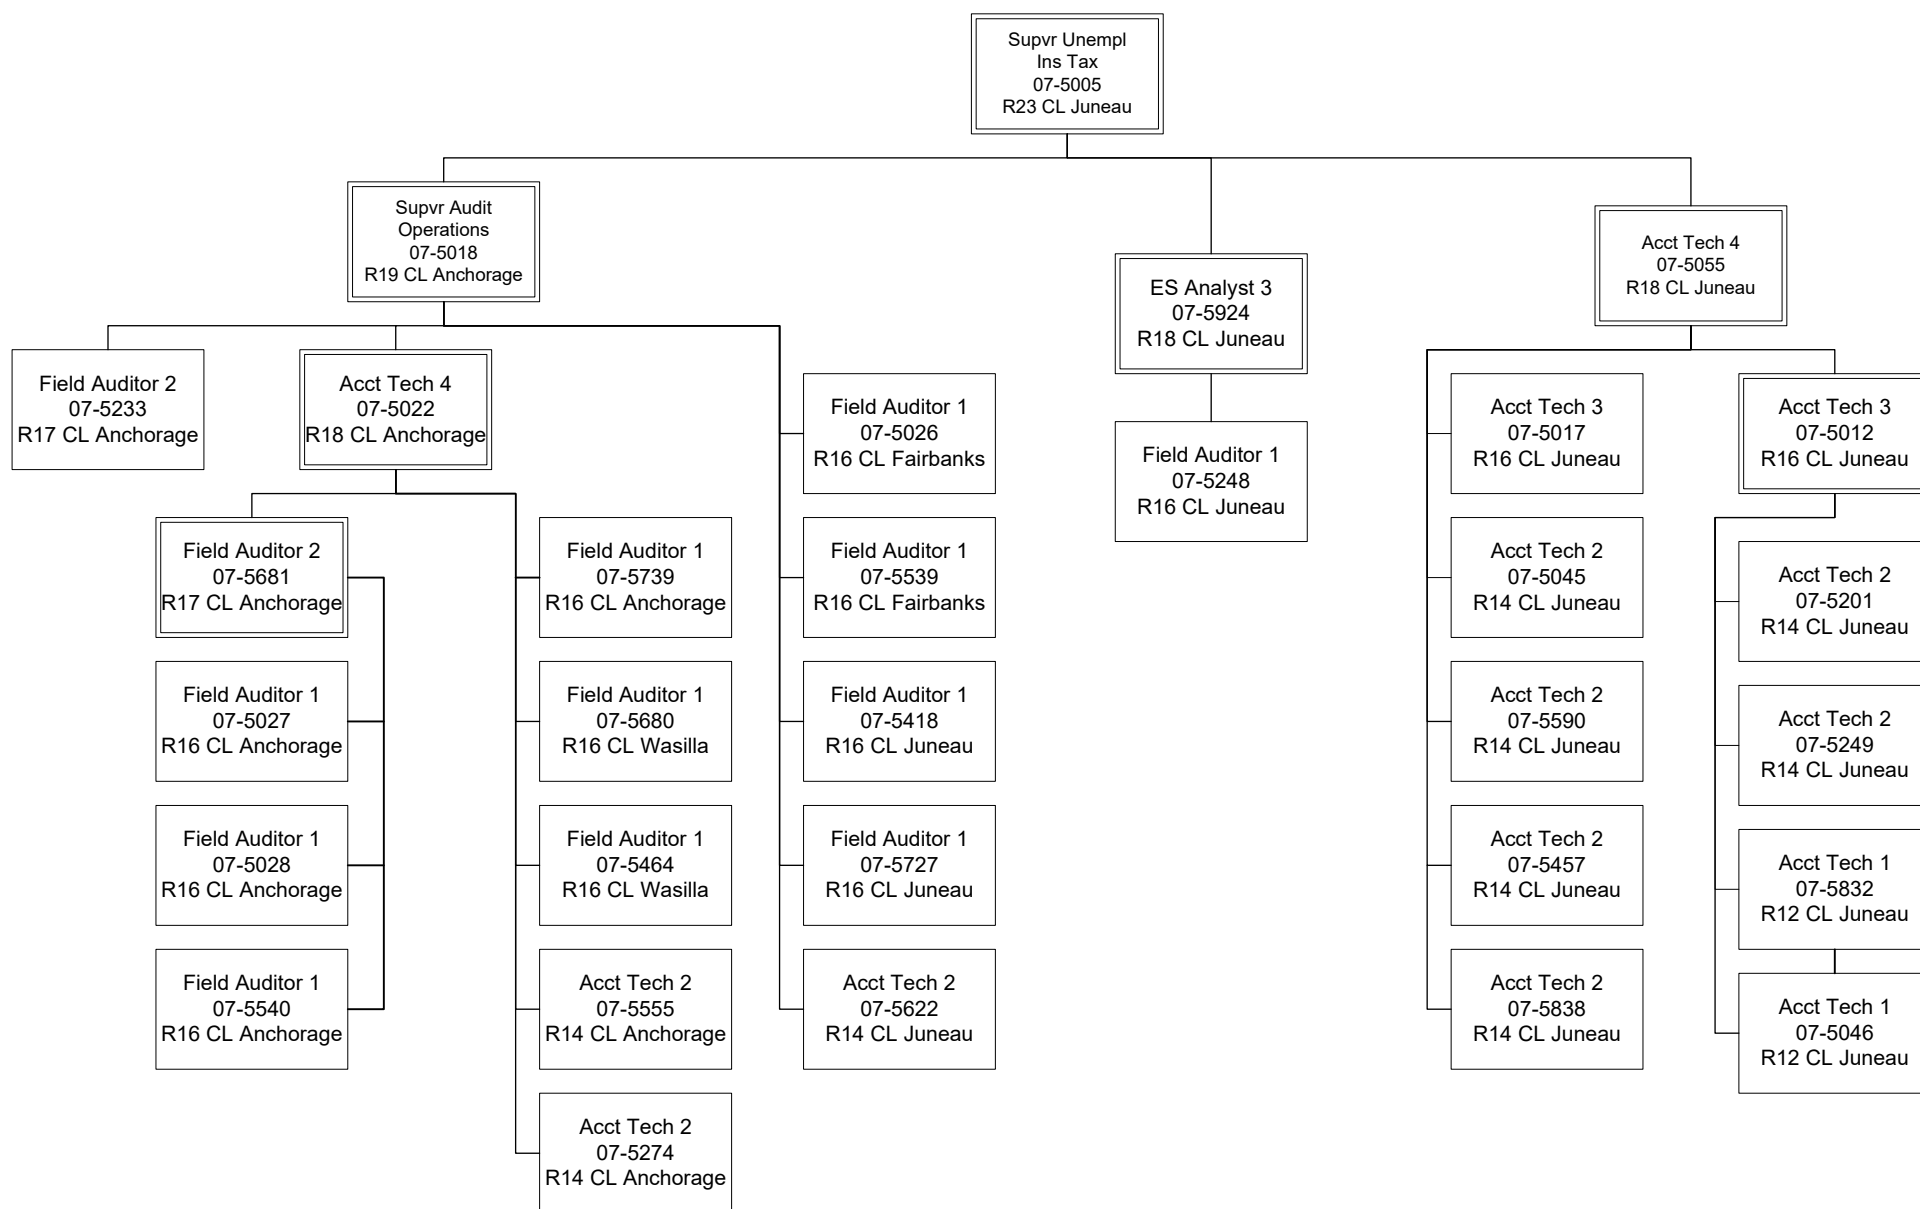 Supvr Unempl
Ins Tax
07-5005
R23 CL Juneau
Supvr Audit
Operations
07-5018
R19 CL Anchorage
ES Analyst 3
07-5924
R18 CL Juneau
Acct Tech 4
07-5055
R18 CL Juneau
Field Auditor 2
07-5233
R17 CL Anchorage
Acct Tech 4
07-5022
R18 CL Anchorage
Field Auditor 2
07-5681
R17 CL Anchorage
Field Auditor 1
07-5027
R16 CL Anchorage
Field Auditor 1
07-5028
R16 CL Anchorage
Field Auditor 1
07-5540
R16 CL Anchorage
Field Auditor 1
07-5739
R16 CL Anchorage
Field Auditor 1
07-5680
R16 CL Wasilla
Field Auditor 1
07-5464
R16 CL Wasilla
Acct Tech 2
07-5555
R14 CL Anchorage
Acct Tech 2
07-5274
R14 CL Anchorage
Field Auditor 1
07-5026
R16 CL Fairbanks
Field Auditor 1
07-5539
R16 CL Fairbanks
Field Auditor 1
07-5418
R16 CL Juneau
Field Auditor 1
07-5727
R16 CL Juneau
Acct Tech 2
07-5622
R14 CL Juneau
Field Auditor 1
07-5248
R16 CL Juneau
Acct Tech 3
07-5017
R16 CL Juneau
Acct Tech 2
07-5045
R14 CL Juneau
Acct Tech 2
07-5590
R14 CL Juneau
Acct Tech 2
07-5457
R14 CL Juneau
Acct Tech 2
07-5838
R14 CL Juneau
Acct Tech 3
07-5012
R16 CL Juneau
Acct Tech 2
07-5201
R14 CL Juneau
Acct Tech 2
07-5249
R14 CL Juneau
Acct Tech 1
07-5832
R12 CL Juneau
Acct Tech 1
07-5046
R12 CL Juneau